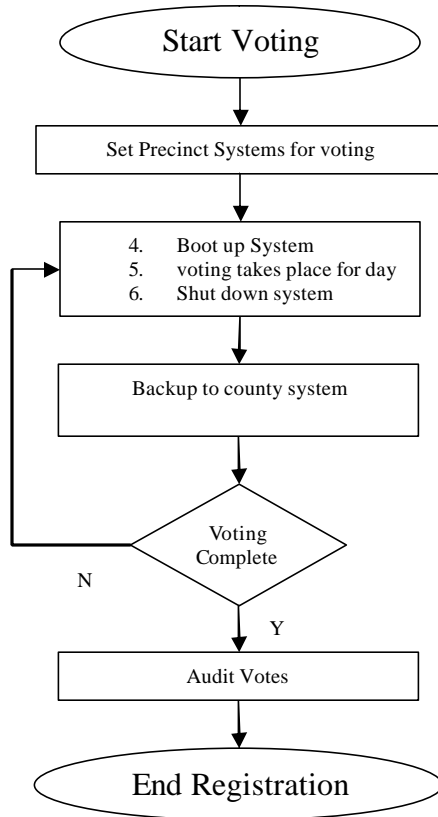 Start Voting
Set Precinct Systems for voting
4. Boot up System
5. voting takes place for day
6. Shut down system
Backup to county system
Voting
Complete
N
Y
Audit Votes
End Registration